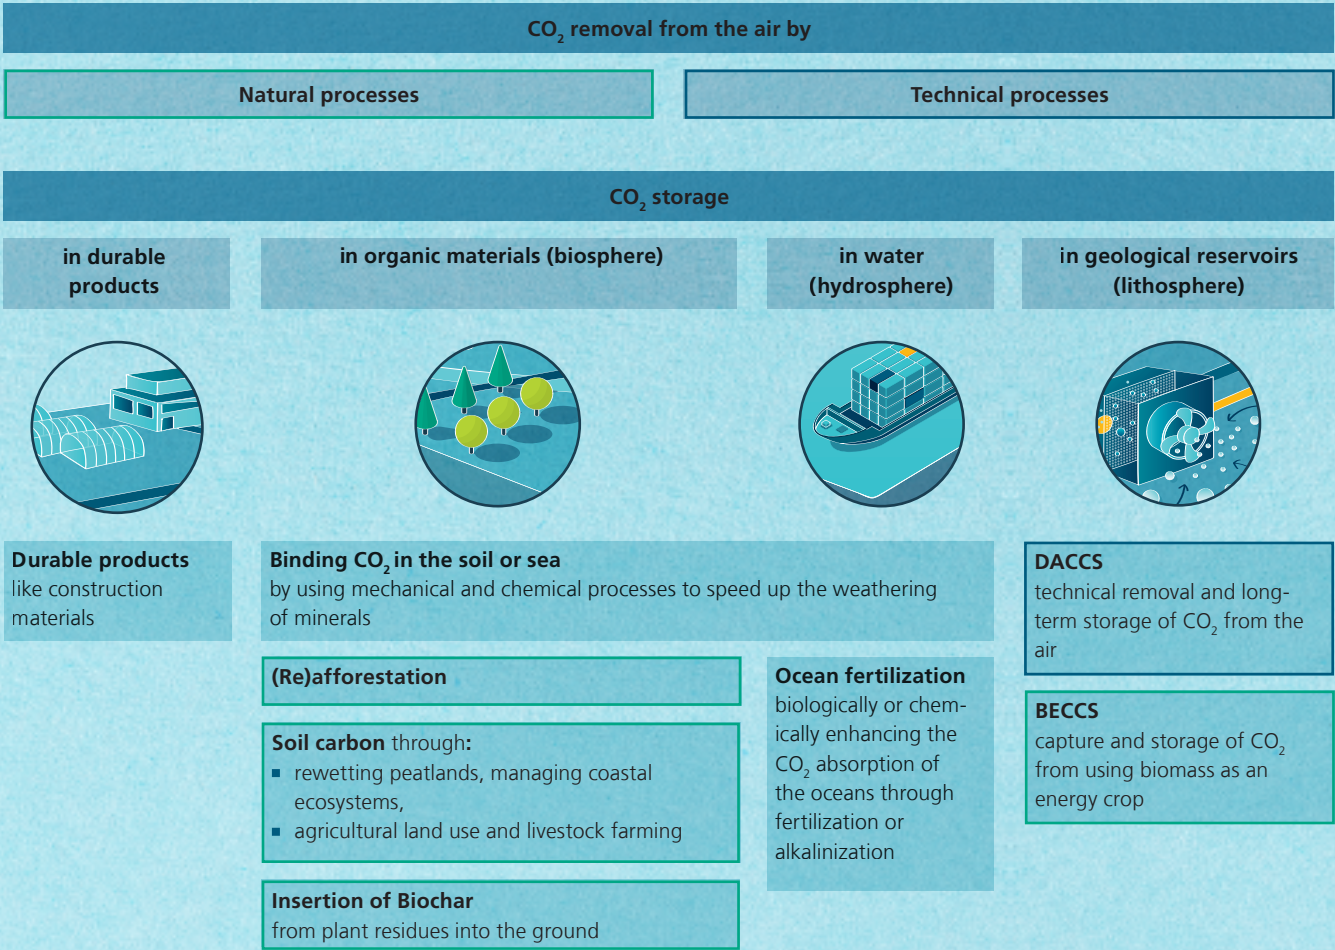 CO₂ removal from the air by
Natural processes
Technical processes
CO₂ storage
in durable
products
in organic materials (biosphere)
in water
(hydrosphere)
in geological reservoirs
(lithosphere)
Durable products
like construction
materials
Binding CO₂ in the soil or sea
by using mechanical and chemical processes to speed up the weathering
of minerals
(Re)afforestation
Soil carbon through:
▪ rewetting peatlands, managing coastal
ecosystems,
▪ agricultural land use and livestock farming
Insertion of Biochar
from plant residues into the ground
Ocean fertilization
biologically or chem-
ically enhancing the
CO₂ absorption of
the oceans through
fertilization or
alkalinization
DACCS
technical removal and long-
term storage of CO₂ from the
air
BECCS
capture and storage of CO₂
from using biomass as an
energy crop